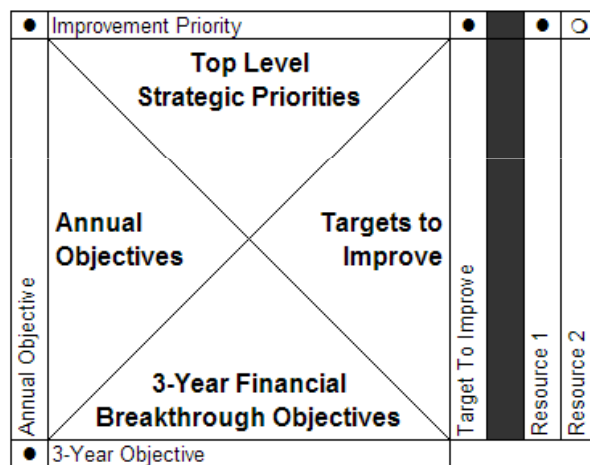 Improvement Priority
Top Level
Strategic Priorities
Annual
Objectives
Targets to
Improve
3-Year Financial
Breakthrough Objectives
Annual Objective
Target To Improve
Resource 1
Resource 2
3-Year Objective